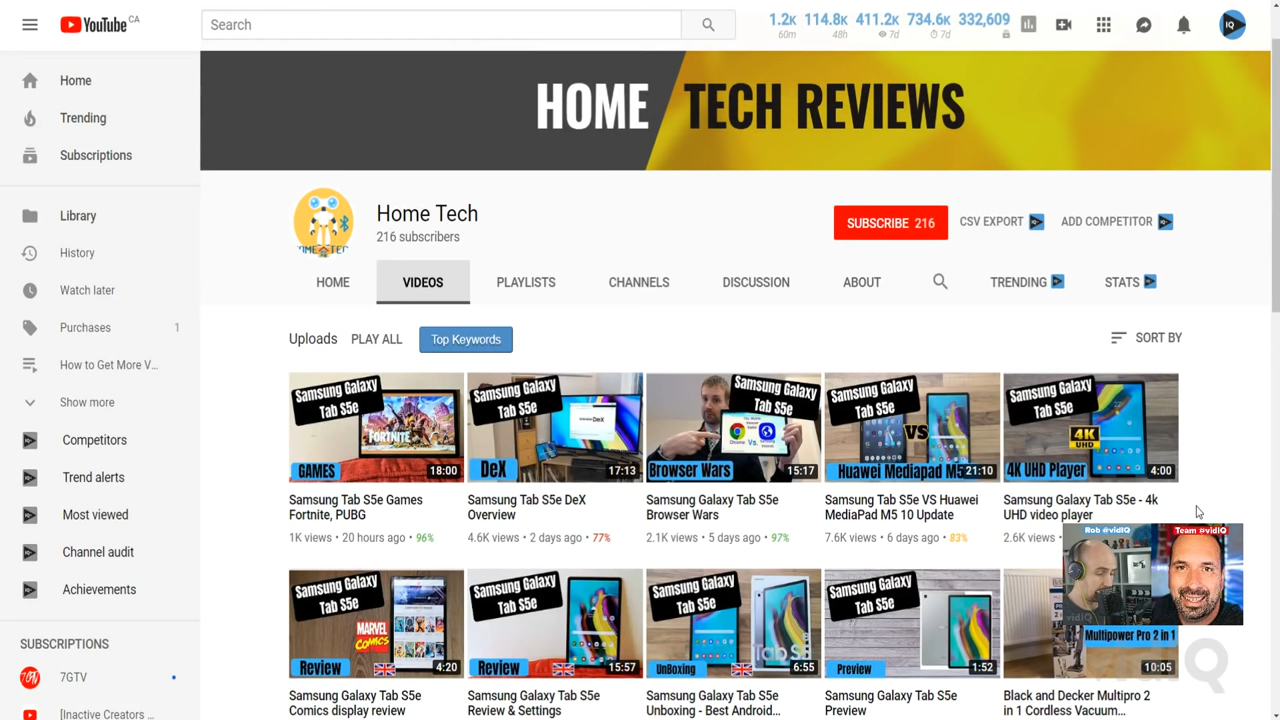 YouTube CA
Search
1.2K 114.8K 411.2K 734.6K 332,609
60m 48h 7d 7d
IQ
Home
Trending
Subscriptions
Library
History
Watch later
Purchases 1
How to Get More V...
Show more
Competitors
Trend alerts
Most viewed
Channel audit
Achievements
SUBSCRIPTIONS
7GTV
[Inactive Creators ...
HOME TECH REVIEWS
Home Tech
216 subscribers
SUBSCRIBE 216
CSV EXPORT
ADD COMPETITOR
HOME VIDEOS PLAYLISTS CHANNELS DISCUSSION ABOUT TRENDING STATS
Uploads PLAY ALL Top Keywords SORT BY
Samsung Galaxy Tab S5e FORTNITE GAMES 18:00
Samsung Galaxy Tab S5e DeX DeX 17:13
Samsung Galaxy Tab S5e Vs. Browser Wars 15:17
Samsung Galaxy Tab S5e VS Huawei Mediapad M5 21:10
Samsung Galaxy Tab S5e 4K UHD 4K UHD Player 4:00
Samsung Tab S5e Games
Fortnite, PUBG
1K views • 20 hours ago • 96%
Samsung Tab S5e DeX
Overview
4.6K views • 2 days ago • 77%
Samsung Galaxy Tab S5e
Browser Wars
2.1K views • 5 days ago • 97%
Samsung Tab S5e VS Huawei
MediaPad M5 10 Update
7.6K views • 6 days ago • 83%
Samsung Galaxy Tab S5e - 4k
UHD video player
2.6K views
Rob @vidIQ
Team @vidIQ
Samsung Galaxy Tab S5e MARVEL COMICS Review 4:20
Samsung Galaxy Tab S5e Review 15:57
Samsung Galaxy Tab S5e UnBoxing Tab S5 6:55
Samsung Galaxy Tab S5e Preview 1:52
Multipower Pro 2 in 1 10:05
Samsung Galaxy Tab S5e
Comics display review
Samsung Galaxy Tab S5e
Review & Settings
Samsung Galaxy Tab S5e
Unboxing - Best Android...
Samsung Galaxy Tab S5e
Preview
Black and Decker Multipro 2
in 1 Cordless Vacuum...